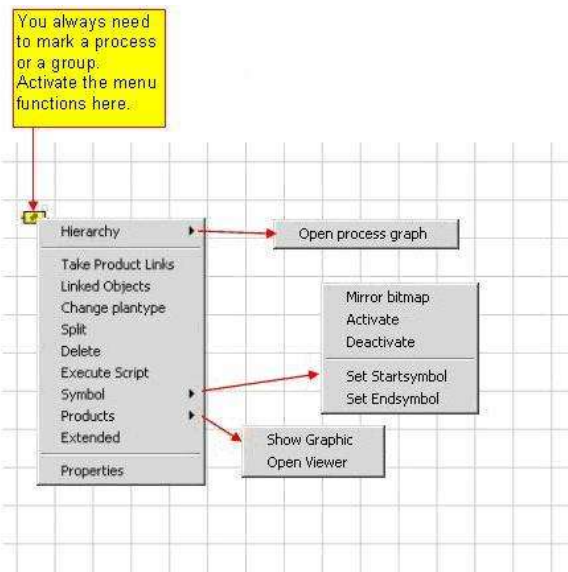 You always need
to mark a process
or a group.
Activate the menu
functions here.
Hierarchy
Open process graph
Take Product Links
Linked Objects
Change plantype
Split
Delete
Execute Script
Symbol
Products
Extended
Properties
Mirror bitmap
Activate
Deactivate
Set Startsymbol
Set Endsymbol
Show Graphic
Open Viewer